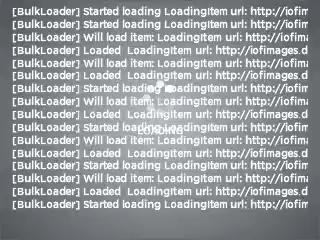 [BulkLoader] Started loading LoadingItem url: http://iofim
[BulkLoader] Started loading LoadingItem url: http://iofim
[BulkLoader] Will load item: LoadingItem url: http://iofima
[BulkLoader] Loaded  LoadingItem url: http://iofimages.d
[BulkLoader] Will load item: LoadingItem url: http://iofima
[BulkLoader] Loaded  LoadingItem url: http://iofimages.d
[BulkLoader] Started loading LoadingItem url: http://iofim
[BulkLoader] Will load item: LoadingItem url: http://iofima
[BulkLoader] Loaded  LoadingItem url: http://iofimages.d
[BulkLoader] Started loading LoadingItem url: http://iofim
LOADING
[BulkLoader] Will load item: LoadingItem url: http://iofima
[BulkLoader] Loaded  LoadingItem url: http://iofimages.d
[BulkLoader] Started loading LoadingItem url: http://iofim
[BulkLoader] Will load item: LoadingItem url: http://iofima
[BulkLoader] Loaded  LoadingItem url: http://iofimages.d
[BulkLoader] Started loading LoadingItem url: http://iofim